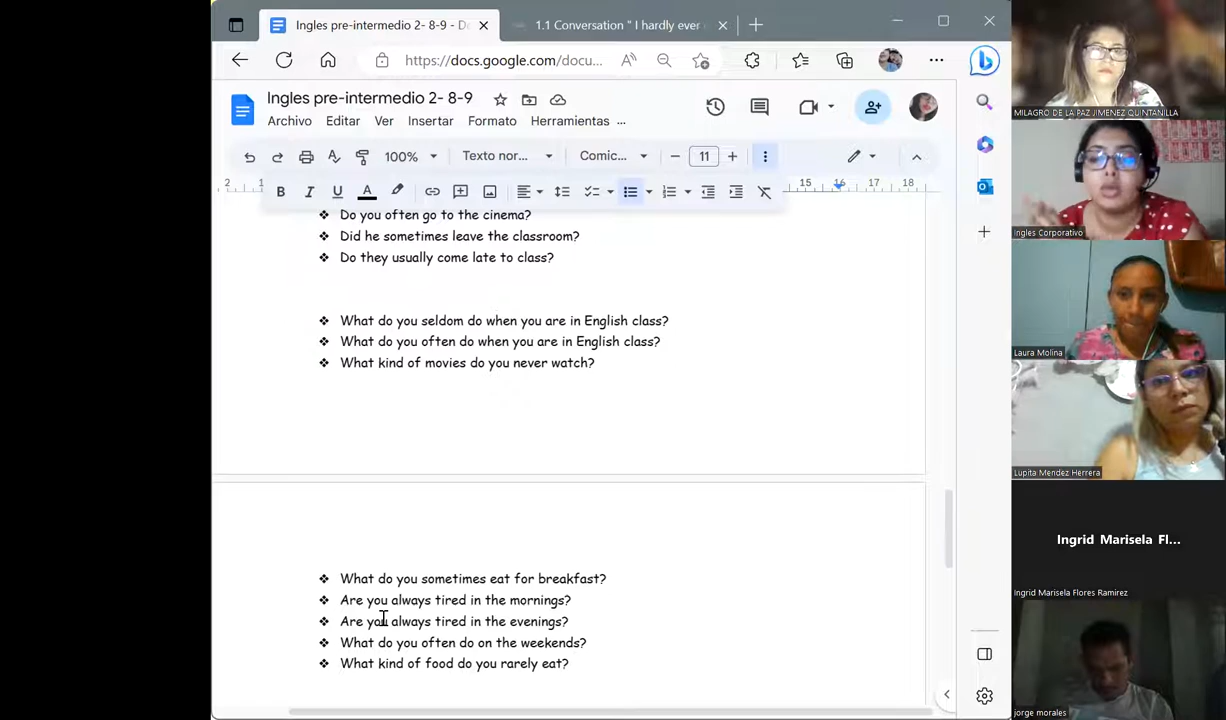 Ingles pre-intermedio 2- 8-9 - Do
1.1 Conversation " I hardly ever
https://docs.google.com/docu...
Ingles pre-intermedio 2- 8-9
Archivo Editar Ver Insertar Formato Herramientas ...
100% Texto nor... Comic... 11
2 1 15 16 17 18
Do you often go to the cinema?
Did he sometimes leave the classroom?
Do they usually come late to class?
What do you seldom do when you are in English class?
What do you often do when you are in English class?
What kind of movies do you never watch?
What do you sometimes eat for breakfast?
Are you always tired in the mornings?
Are you always tired in the evenings?
What do you often do on the weekends?
What kind of food do you rarely eat?
MILAGRO DE LA PAZ JIMENEZ QUINTANILLA
Ingles Corporativo
Laura Molina
Lupita Mendez Herrera
Ingrid Marisela Fl...
Ingrid Marisela Flores Ramirez
jorge morales